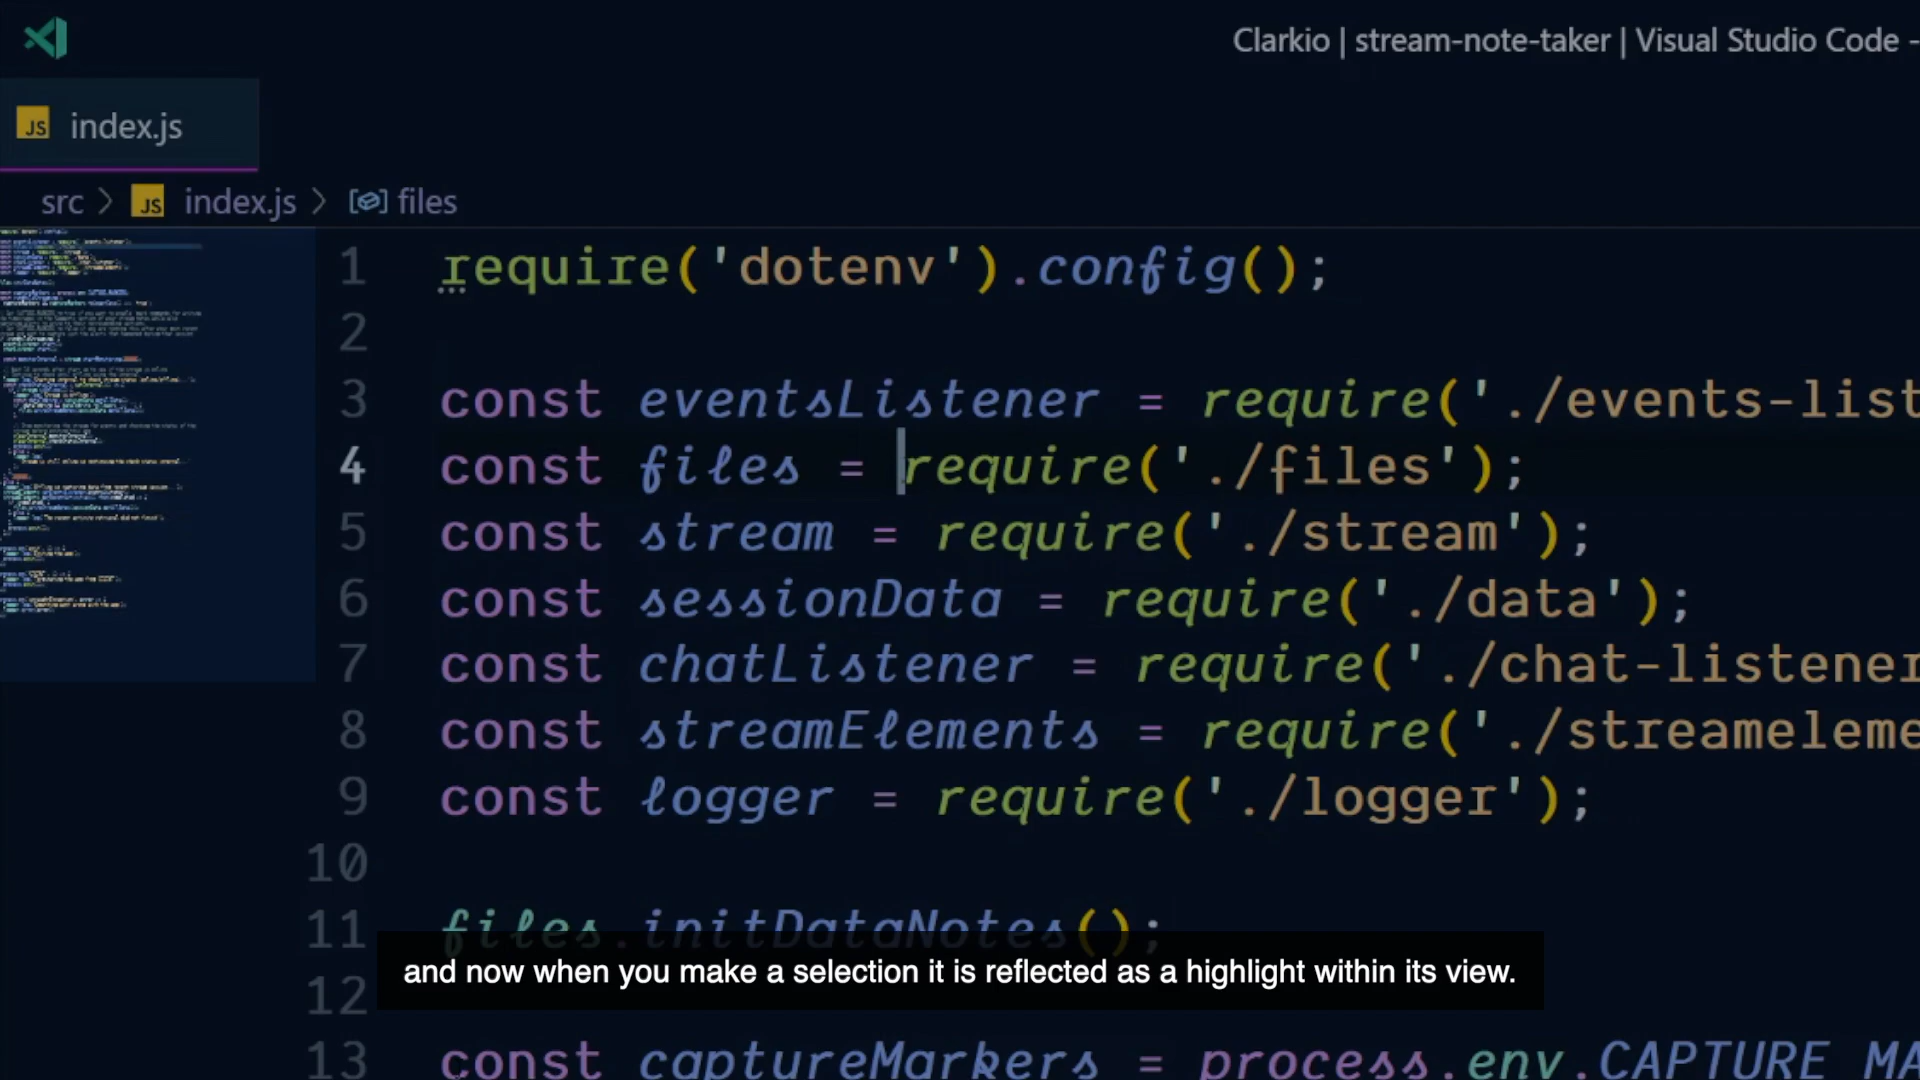 Clarkio | stream-note-taker | Visual Studio Code -
JS index.js
src > JS index.js > files
1 require('dotenv').config();
2
3 const eventsListener = require('./events-list
4 const files = require('./files');
5 const stream = require('./stream');
6 const sessionData = require('./data');
7 const chatListener = require('./chat-listener
8 const streamElements = require('./streameleme
9 const logger = require('./logger');
10
11 files.initDataNotes();
and now when you make a selection it is reflected as a highlight within its view.
12
13 const captureMarkers = process.env.CAPTURE_MA